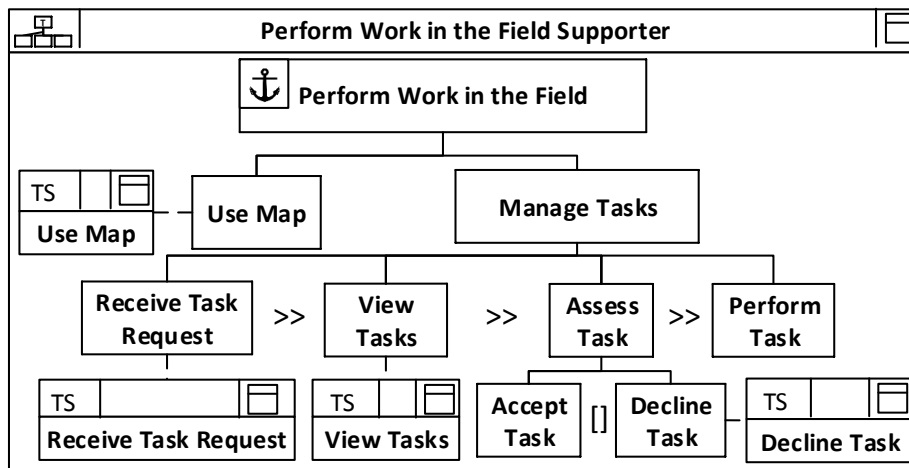 T
Perform Work in the Field Supporter
Perform Work in the Field
TS
Use Map
Use Map
Manage Tasks
Receive Task
Request
>>
View
Tasks
>>
Assess
Task
>>
Perform
Task
TS
Receive Task Request
TS
View Tasks
Accept
Task
[]
Decline
Task
TS
Decline Task